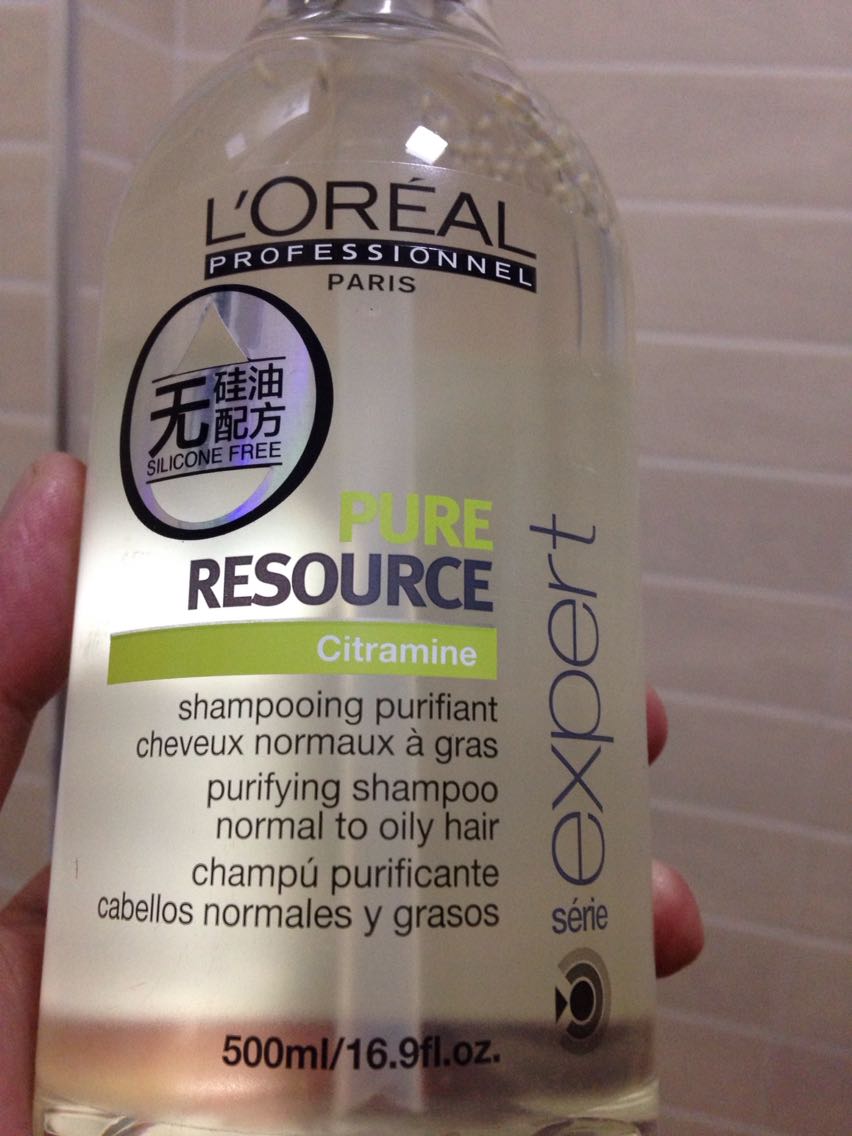 L'ORÉAL
PROFESSIONNEL
PARIS
无硅油
配方
SILICONE FREE
PURE
RESOURCE
Citramine
shampooing purifiant
cheveux normaux à gras
purifying shampoo
normal to oily hair
champú purificante
cabellos normales y grasos
série expert
500ml/16.9fl.oz.